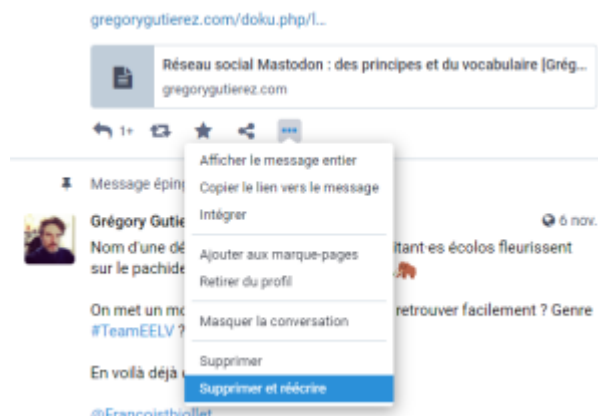 gregorygutierez.com/doku.php/l...
Réseau social Mastodon : des principes et du vocabulaire [Grég...
gregorygutierez.com
1+
Afficher le message entier
Message éping
Copier le lien vers le message
Intégrer
Grégory Gutie
6 nov.
Nom d'une dé
itant·es écolos fleurissent
Ajouter aux marque-pages
sur le pachide
Retirer du profil
On met un mo
retrouver facilement ? Genre
Masquer la conversation
#TeamEELV ?
Supprimer
En voilà déjà
Supprimer et réécrire
@Francoisthiollet